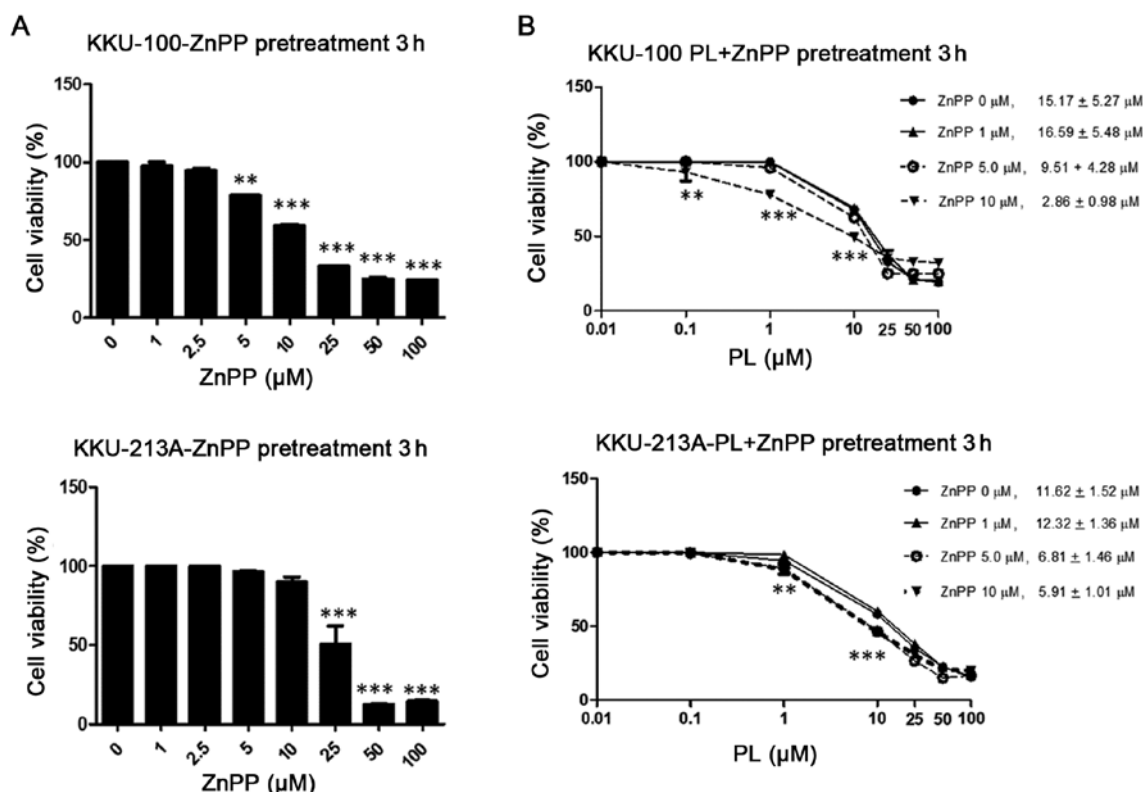 A
KKU-100-ZnPP pretreatment 3 h
150
100
50
0
Cell viability (%)
**
***
***
***
***
0 1 2.5 5 10 25 50 100
ZnPP (μM)
B
KKU-100 PL+ZnPP pretreatment 3 h
150
100
50
0
Cell viability (%)
ZnPP 0 μM, 15.17 ± 5.27 μM
ZnPP 1 μM, 16.59 ± 5.48 μM
ZnPP 5.0 μM, 9.51 + 4.28 μM
ZnPP 10 μM, 2.86 ± 0.98 μM
**
***
***
0.01 0.1 1 10 25 50 100
PL (μM)
KKU-213A-ZnPP pretreatment 3 h
150
100
50
0
Cell viability (%)
***
***
***
0 1 2.5 5 10 25 50 100
ZnPP (μM)
KKU-213A-PL+ZnPP pretreatment 3 h
150
100
50
0
Cell viability (%)
ZnPP 0 μM, 11.62 ± 1.52 μM
ZnPP 1 μM, 12.32 ± 1.36 μM
ZnPP 5.0 μM, 6.81 ± 1.46 μM
ZnPP 10 μM, 5.91 ± 1.01 μM
**
***
0.01 0.1 1 10 25 50 100
PL (μM)